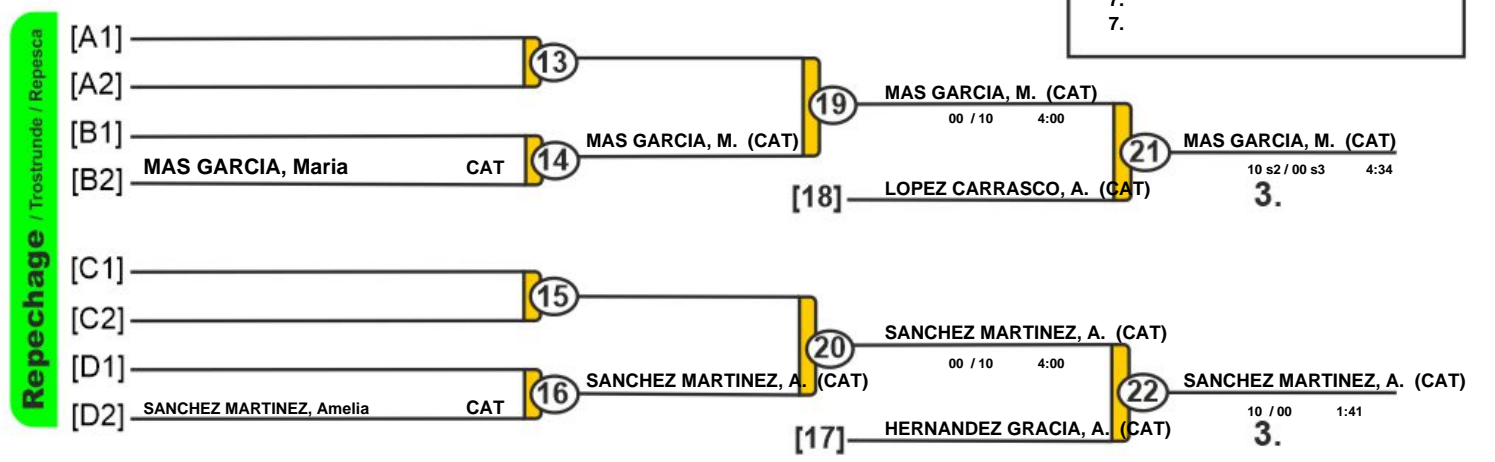 7.
7.
Repechage / Trostrunde / Repesca
[A1]
13
[A2]
19
MAS GARCIA, M. (CAT)
00 / 10 4:00
[B1]
MAS GARCIA, M. (CAT)
14
21
MAS GARCIA, M. (CAT)
10 s2 / 00 s3 4:34
3.
[B2]
MAS GARCIA, Maria CAT
[18]
LOPEZ CARRASCO, A. (CAT)
[C1]
15
[C2]
20
SANCHEZ MARTINEZ, A. (CAT)
00 / 10 4:00
[D1]
16
SANCHEZ MARTINEZ, A. (CAT)
22
SANCHEZ MARTINEZ, A. (CAT)
10 / 00 1:41
3.
[D2]
SANCHEZ MARTINEZ, Amelia CAT
[17]
HERNANDEZ GRACIA, A. (CAT)